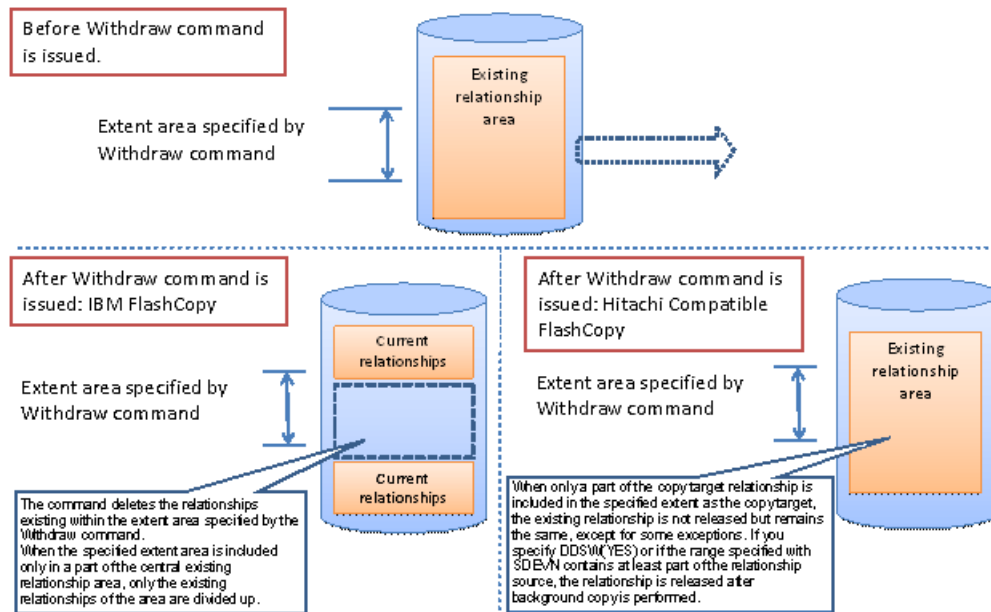 Before Withdraw command
is issued.
Existing
relationship
area
Extent area specified by
Withdraw command
After Withdraw command is
issued: IBM FlashCopy
Current
relationships
Extent area specified by
Withdraw command
Current
relationships
The command deletes the relationships
existing within the extent area specified by the
Withdraw command.
When the specified extent area is included
only in a part of the central existing
relationship area, only the existing
relationships of the area are divided up.
After Withdraw command is
issued: Hitachi Compatible
FlashCopy
Existing
relationship
area
Extent area specified by
Withdraw command
When only a part of the copy target relationship is
included in the specified extent as the copy target,
the existing relationship is not released but remains
the same, except for some exceptions. If you
specify DDSW(YES) or if the range specified with
SDEVN contains at least part of the relationship
source, the relationship is released after
background copy is performed.